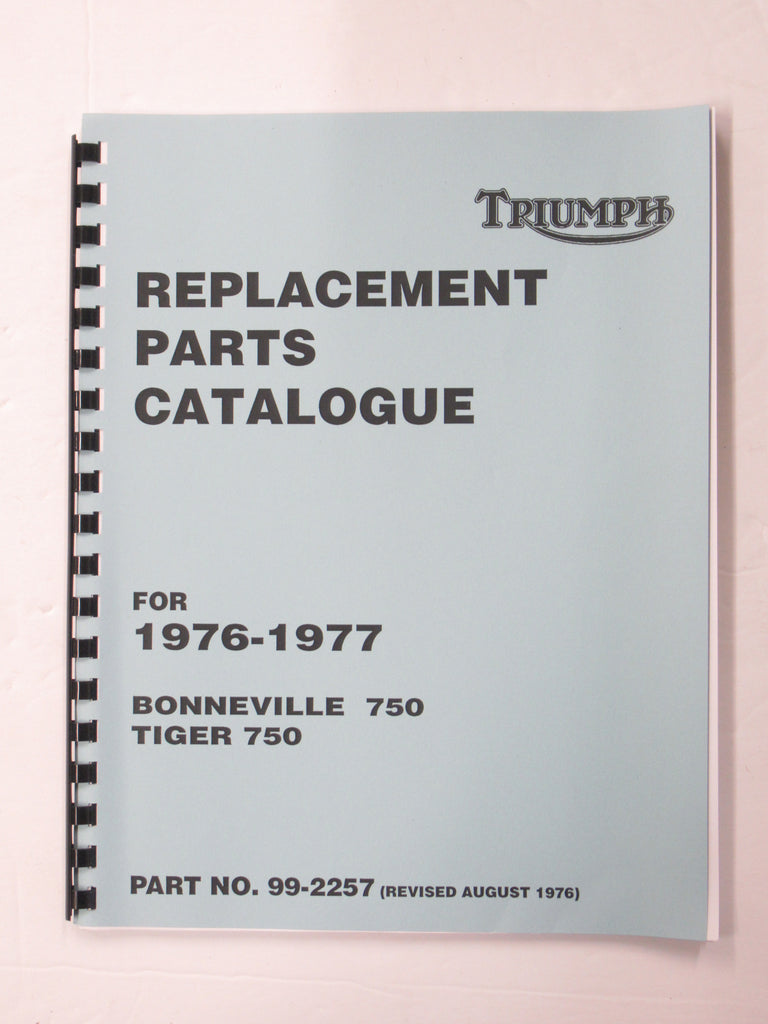 TRIUMPH
REPLACEMENT
PARTS
CATALOGUE
FOR
1976-1977
BONNEVILLE 750
TIGER 750
PART NO. 99-2257 (REVISED AUGUST 1976)